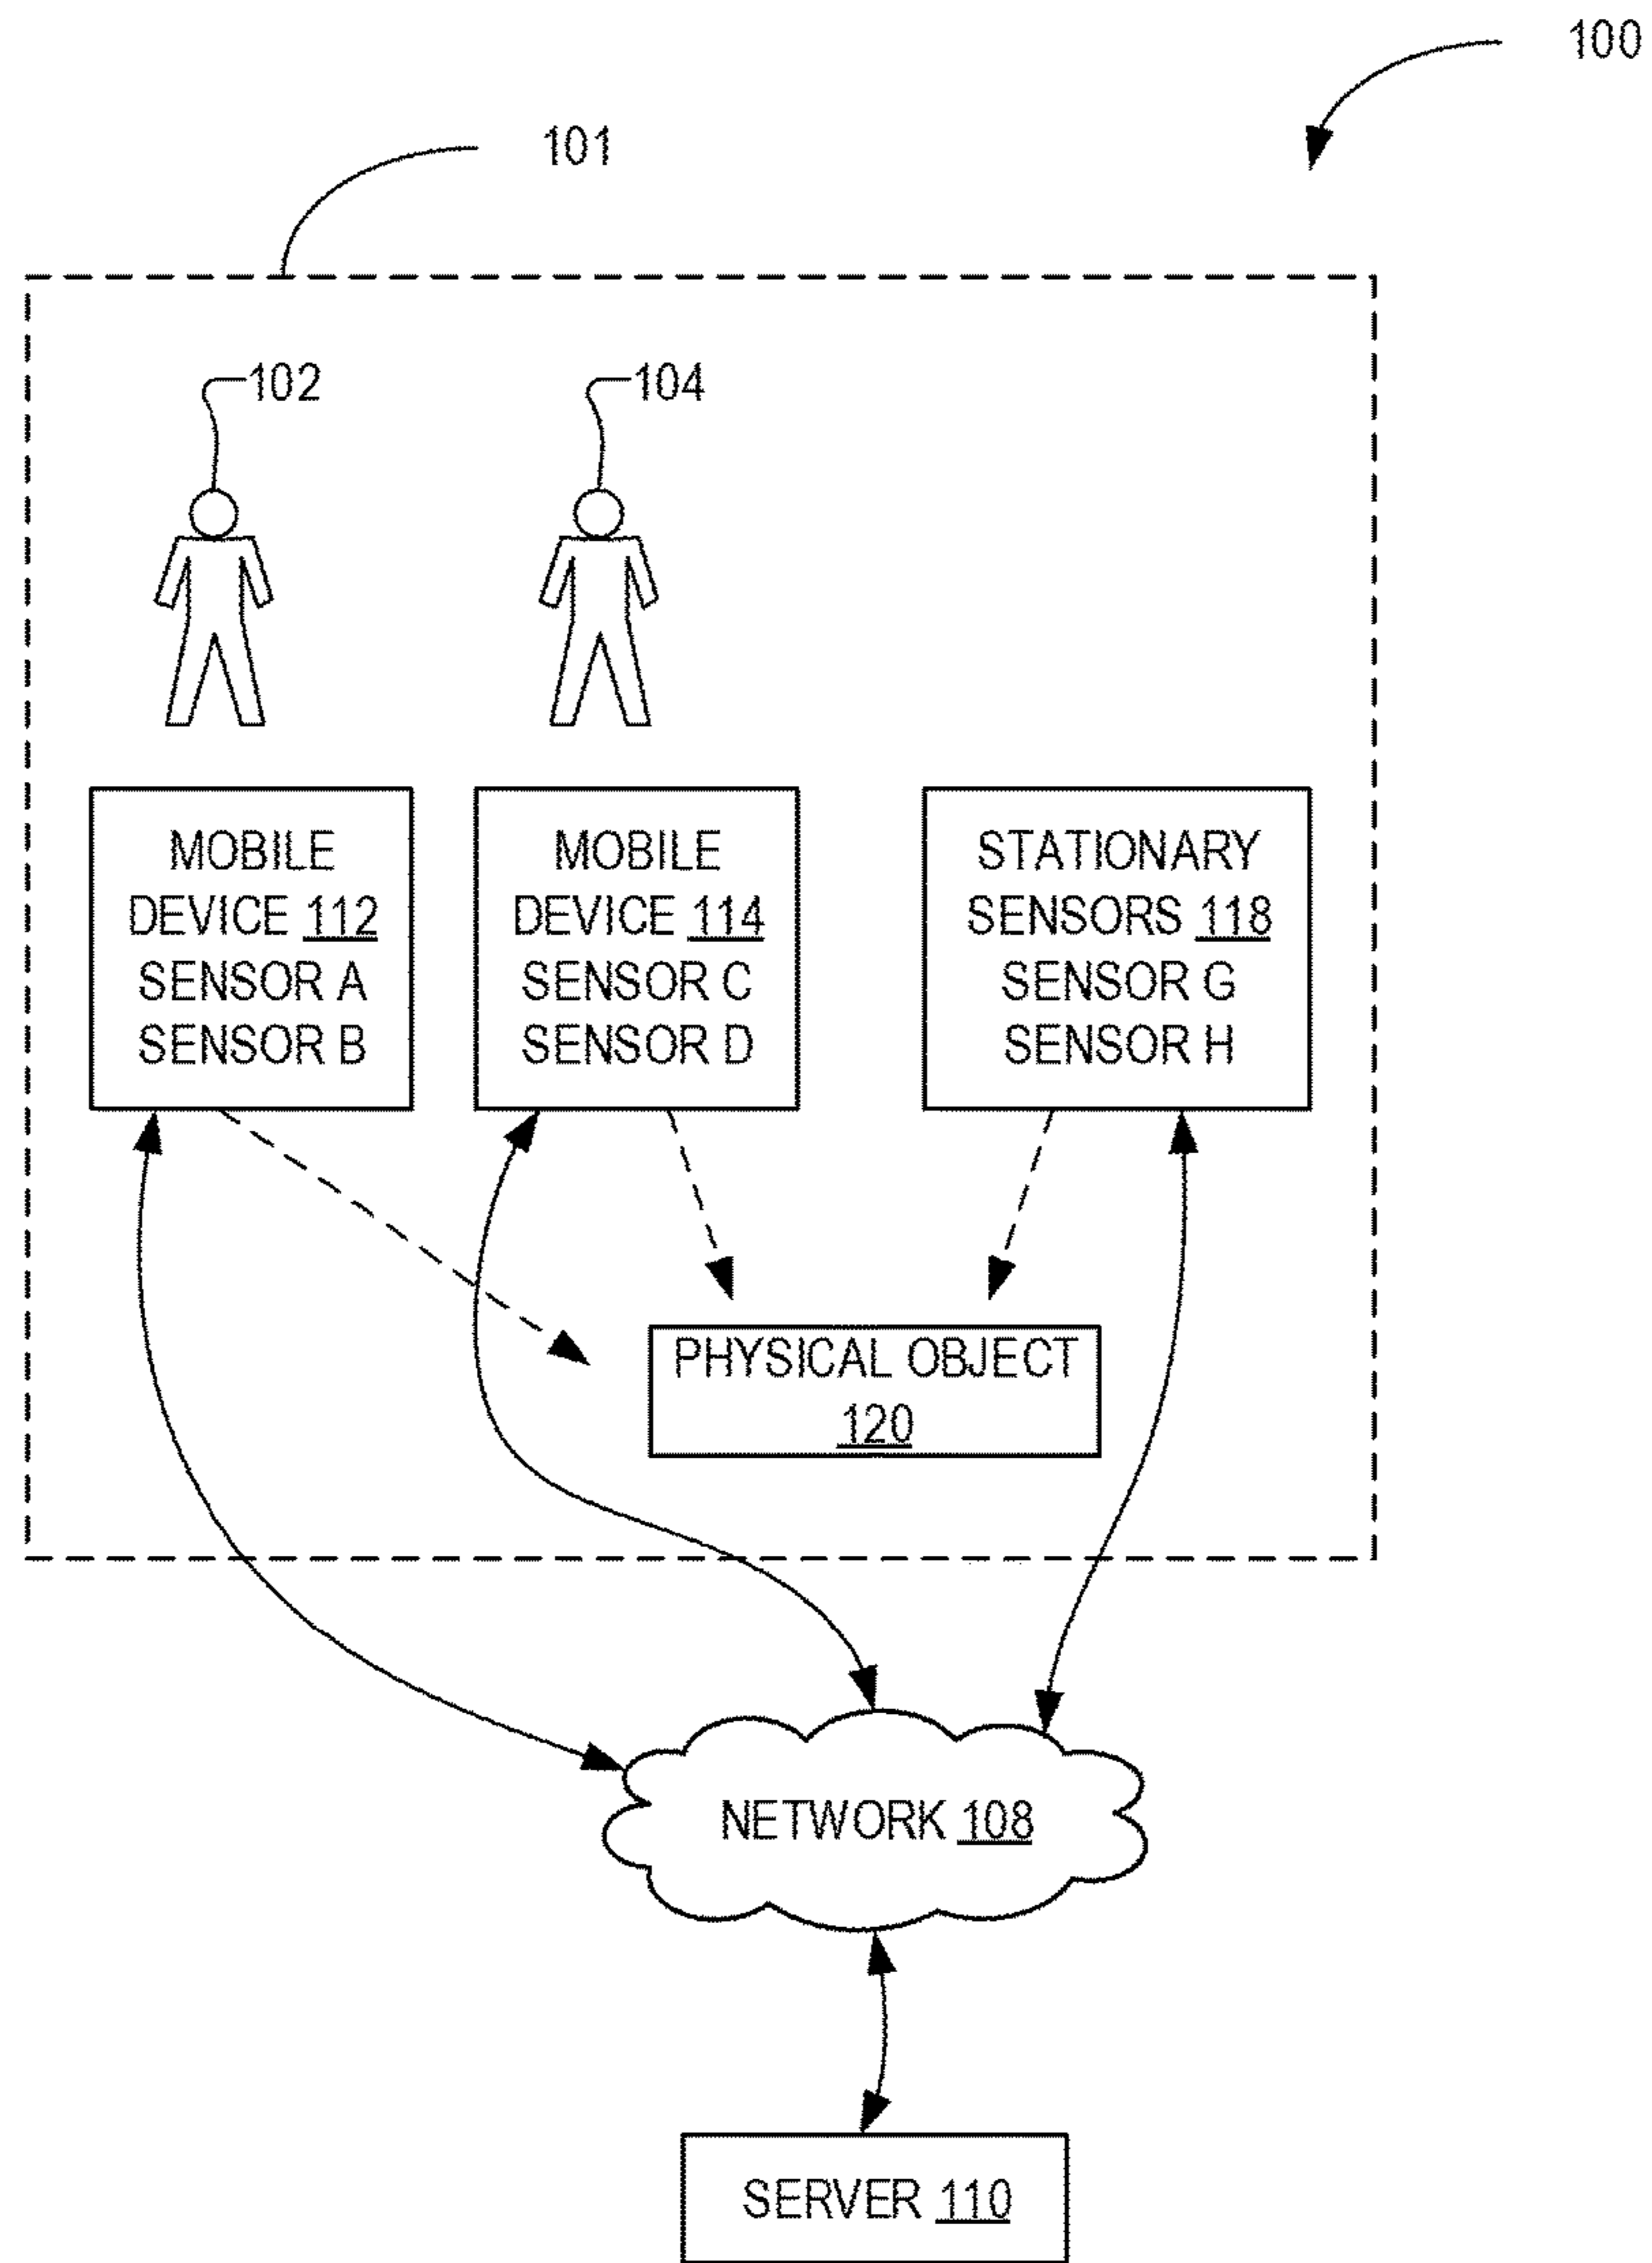 100
101
102
104
MOBILE
DEVICE 112
SENSOR A
SENSOR B
MOBILE
DEVICE 114
SENSOR C
SENSOR D
STATIONARY
SENSORS 118
SENSOR G
SENSOR H
PHYSICAL OBJECT
120
NETWORK 108
SERVER 110